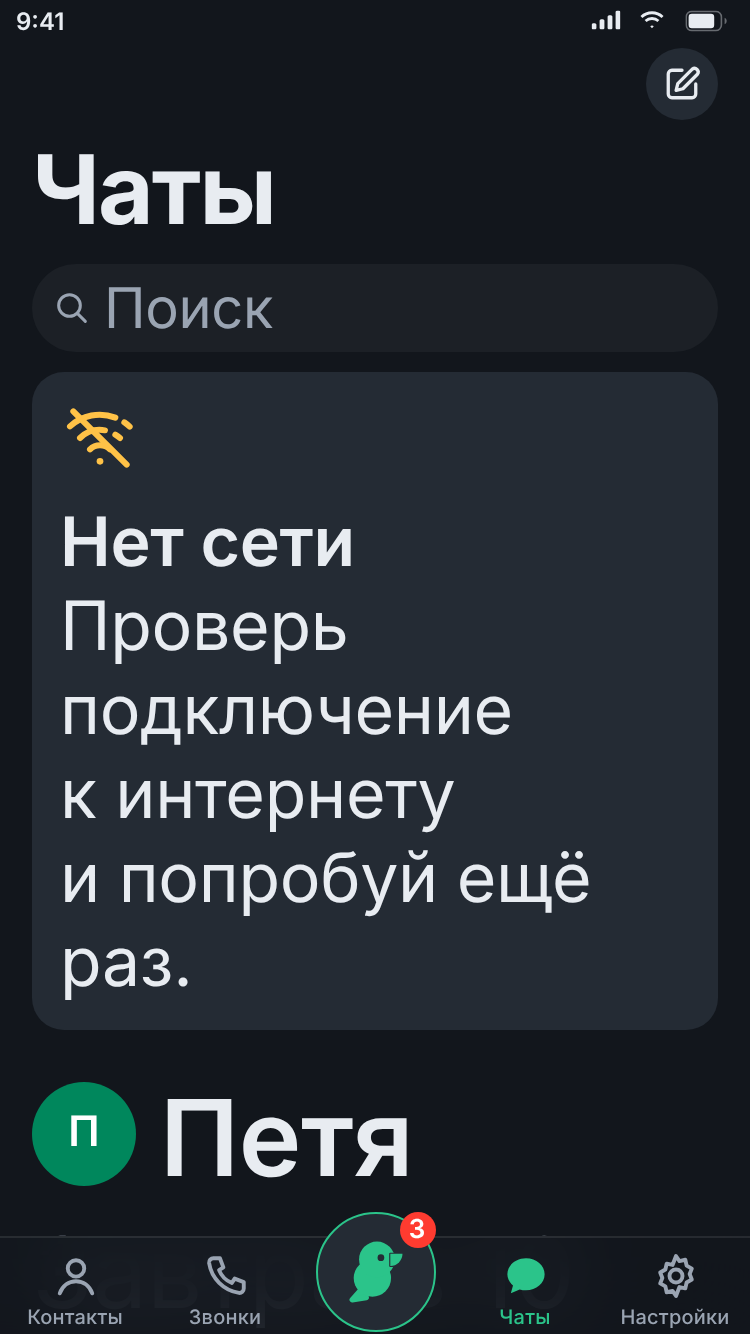 9:41
Чаты
Поиск
Нет сети
Проверь
подключение
к интернету
и попробуй ещё
раз.
П
Петя
3
Контакты
Звонки
Чаты
Настройки